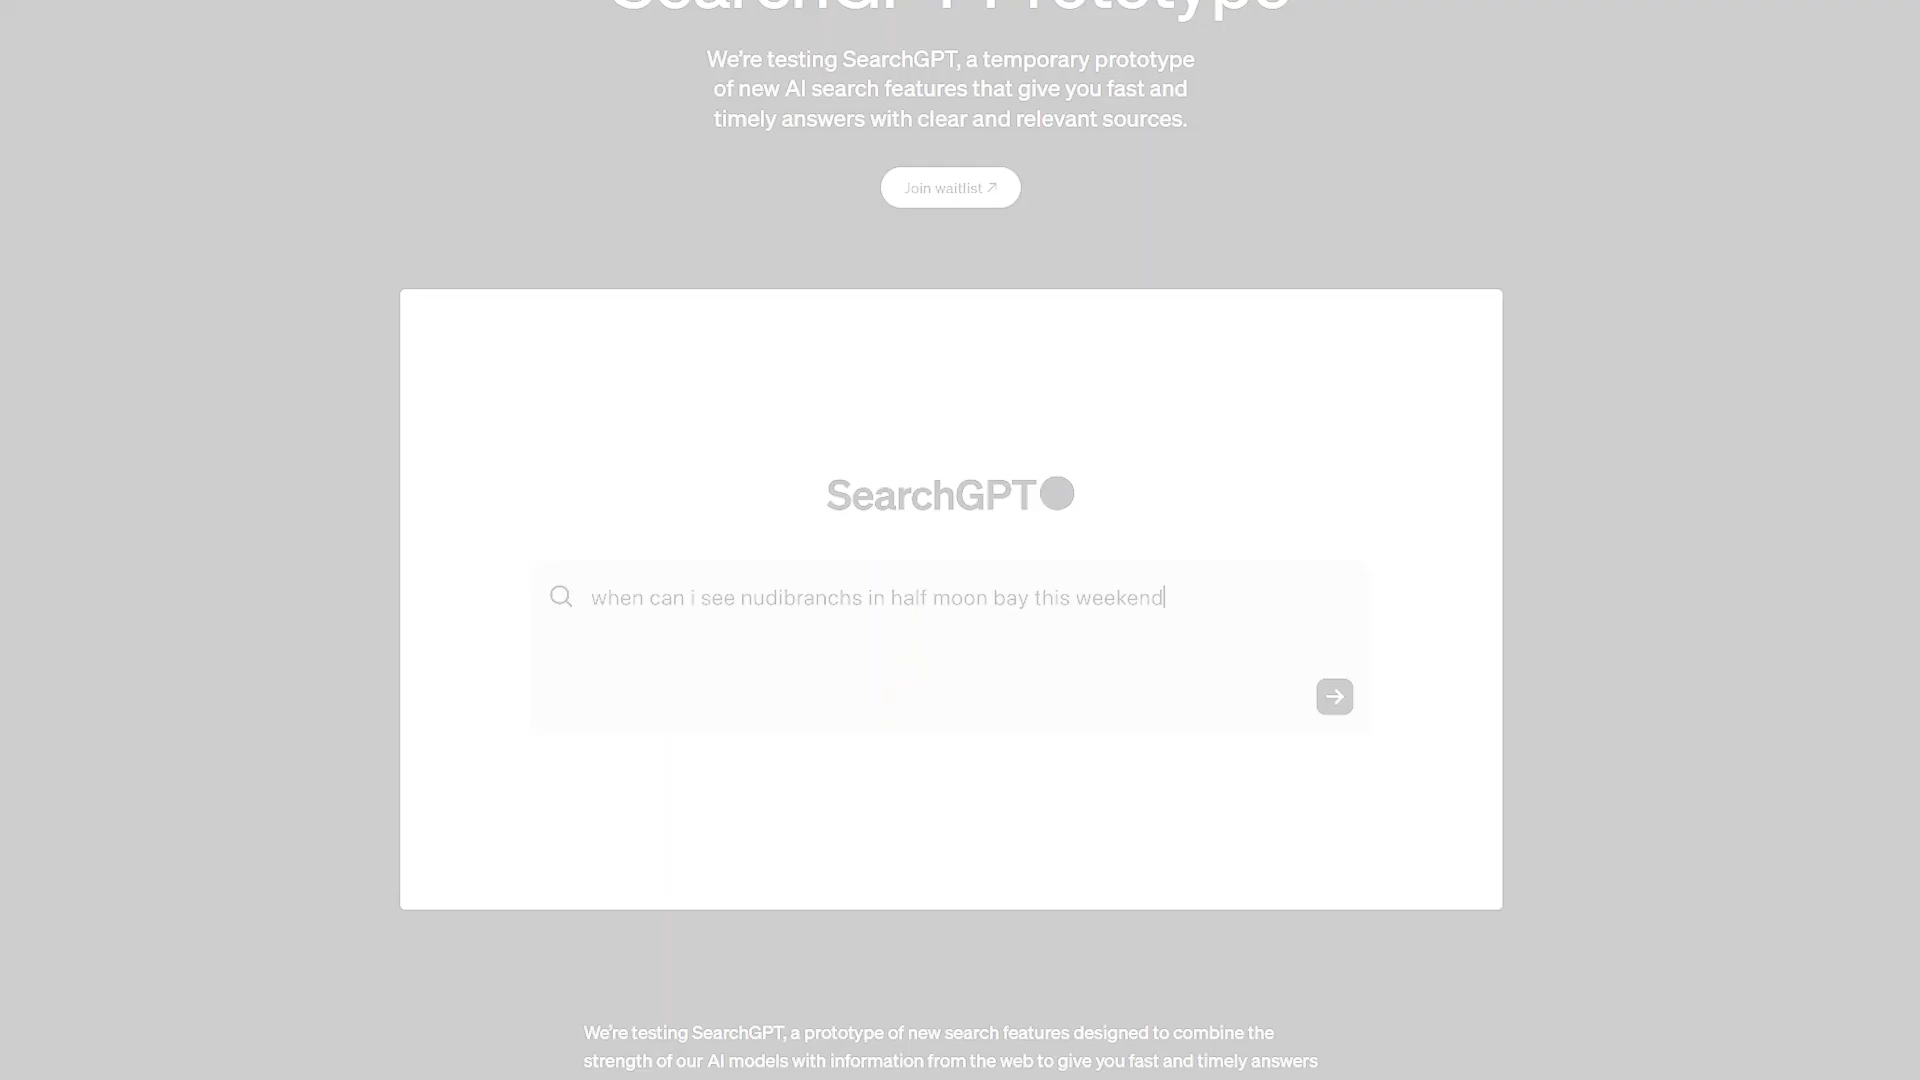 SearchGPT Prototype
We're testing SearchGPT, a temporary prototype
of new AI search features that give you fast and
timely answers with clear and relevant sources.
Join waitlist ↗
SearchGPT
when can i see nudibranchs in half moon bay this weekend
We're testing SearchGPT, a prototype of new search features designed to combine the
strength of our AI models with information from the web to give you fast and timely answers